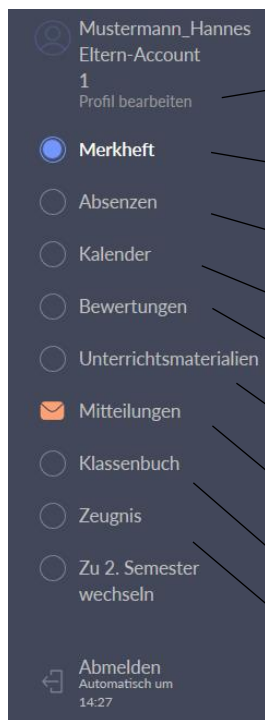 Mustermann_Hannes
Eltern-Account
1
Profil bearbeiten
Merkheft
Absenzen
Kalender
Bewertungen
Unterrichtsmaterialien
Mitteilungen
Klassenbuch
Zeugnis
Zu 2. Semester
wechseln
Abmelden
Automatisch um
14:27